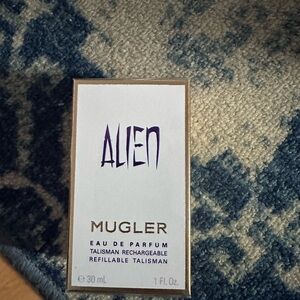 ALIEN
MUGLER
EAU DE PARFUM
TALISMAN RECHARGEABLE
REFILLABLE TALISMAN
℮ 30 ml 1 Fl. Oz.